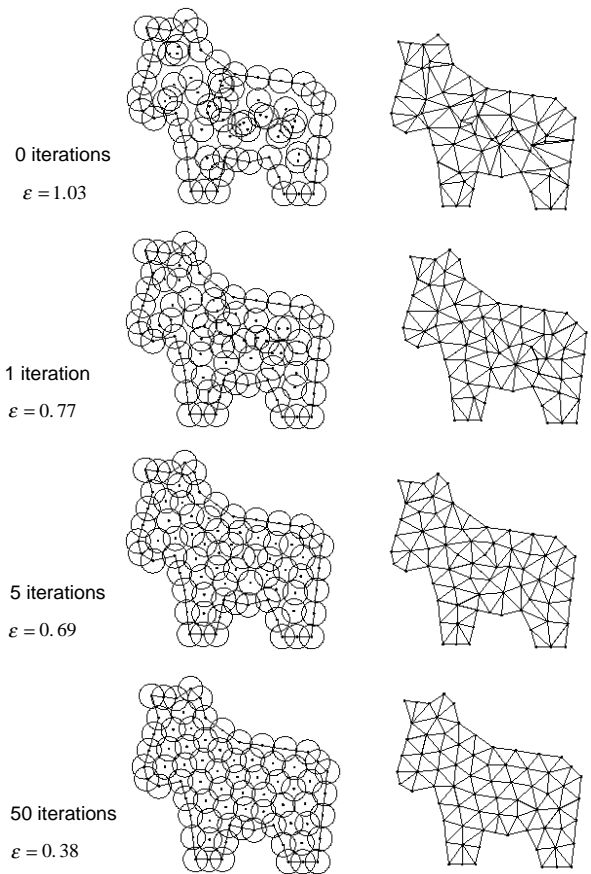 0 iterations
ε = 1.03
1 iteration
ε = 0.77
5 iterations
ε = 0.69
50 iterations
ε = 0.38